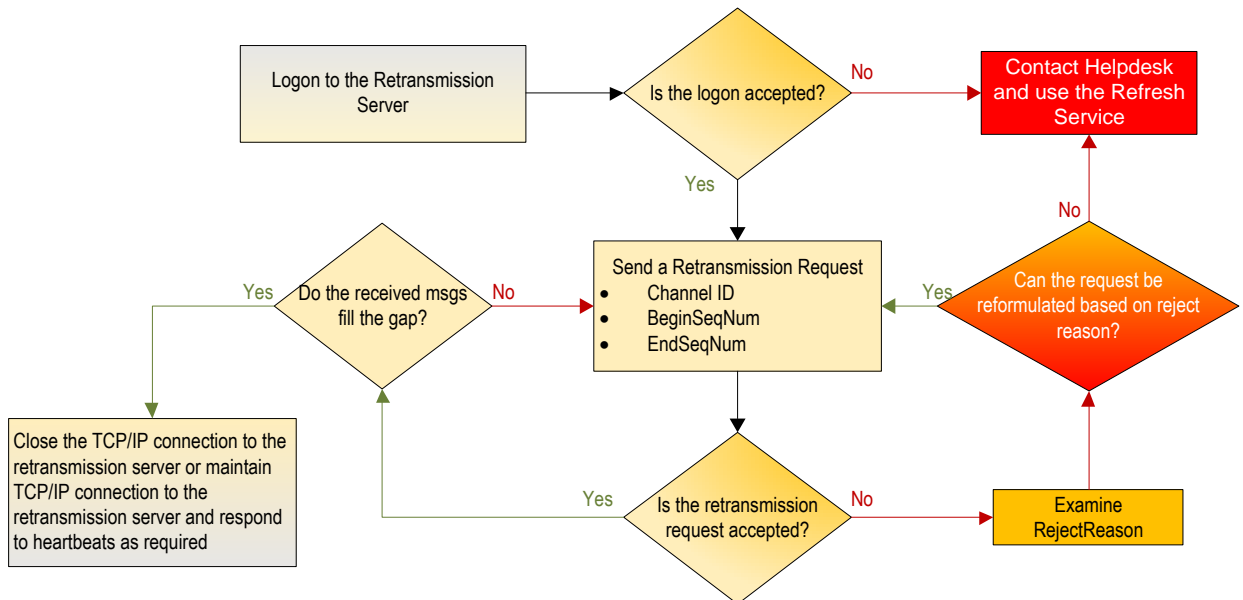 Logon to the Retransmission
Server
Is the logon accepted?
No
Contact Helpdesk
and use the Refresh
Service
Yes
No
Send a Retransmission Request
• Channel ID
• BeginSeqNum
• EndSeqNum
Yes
Do the received msgs
fill the gap?
No
Yes
Can the request be
reformulated based on reject
reason?
Close the TCP/IP connection to the
retransmission server or maintain
TCP/IP connection to the
retransmission server and respond
to heartbeats as required
Yes
Is the retransmission
request accepted?
No
Examine
RejectReason